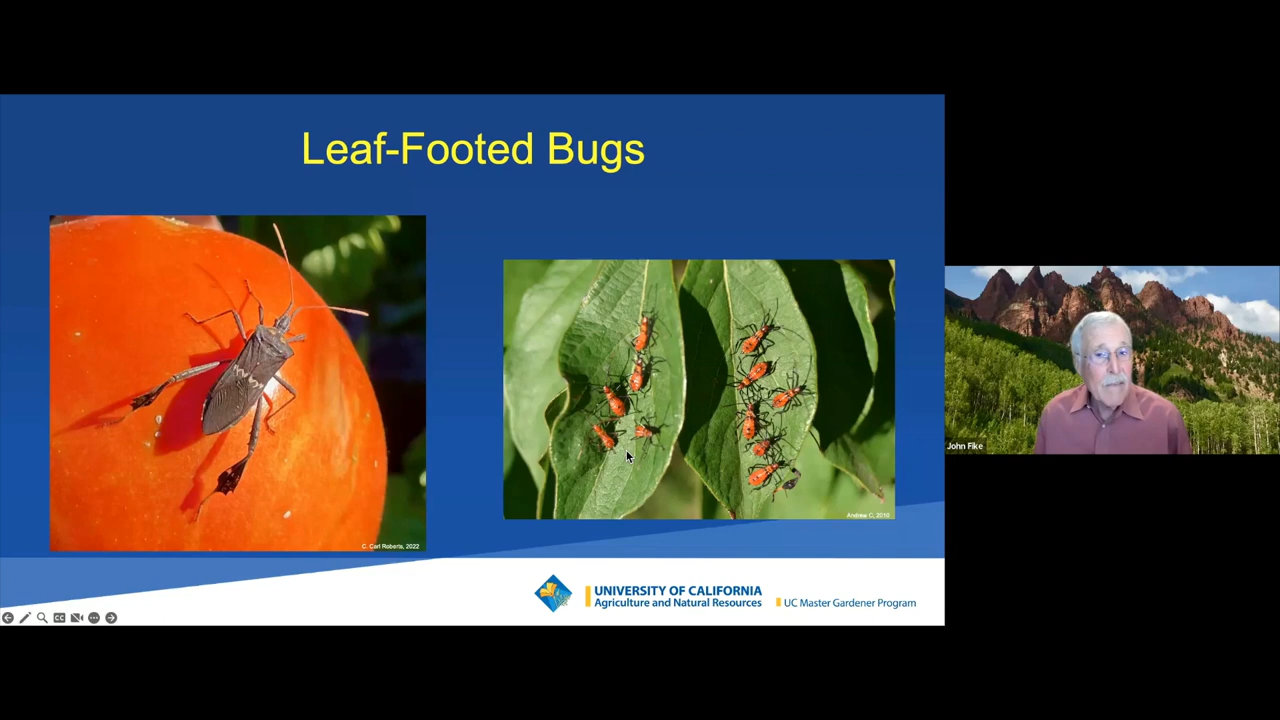 Leaf-Footed Bugs
C. Carl Roberts, 2022
Andrew C, 2010
UNIVERSITY OF CALIFORNIA
Agriculture and Natural Resources
UC Master Gardener Program
CC
John Fike